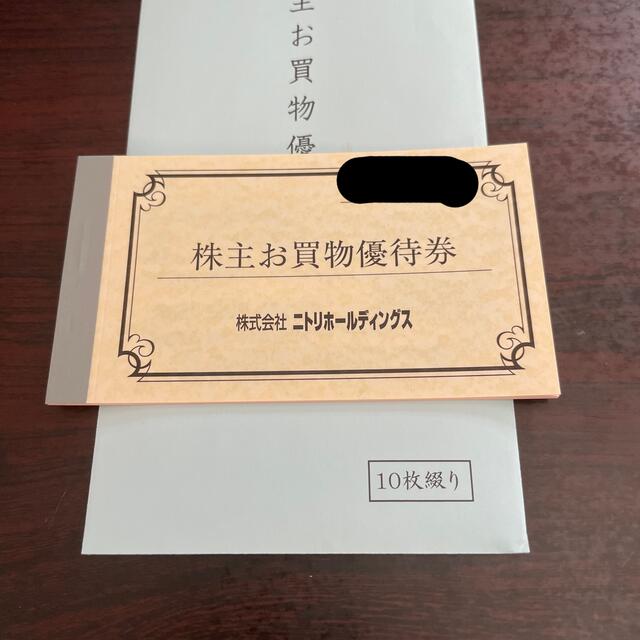 主お買物優
株主お買物優待券
株式会社 ニトリホールディングス
10枚綴り